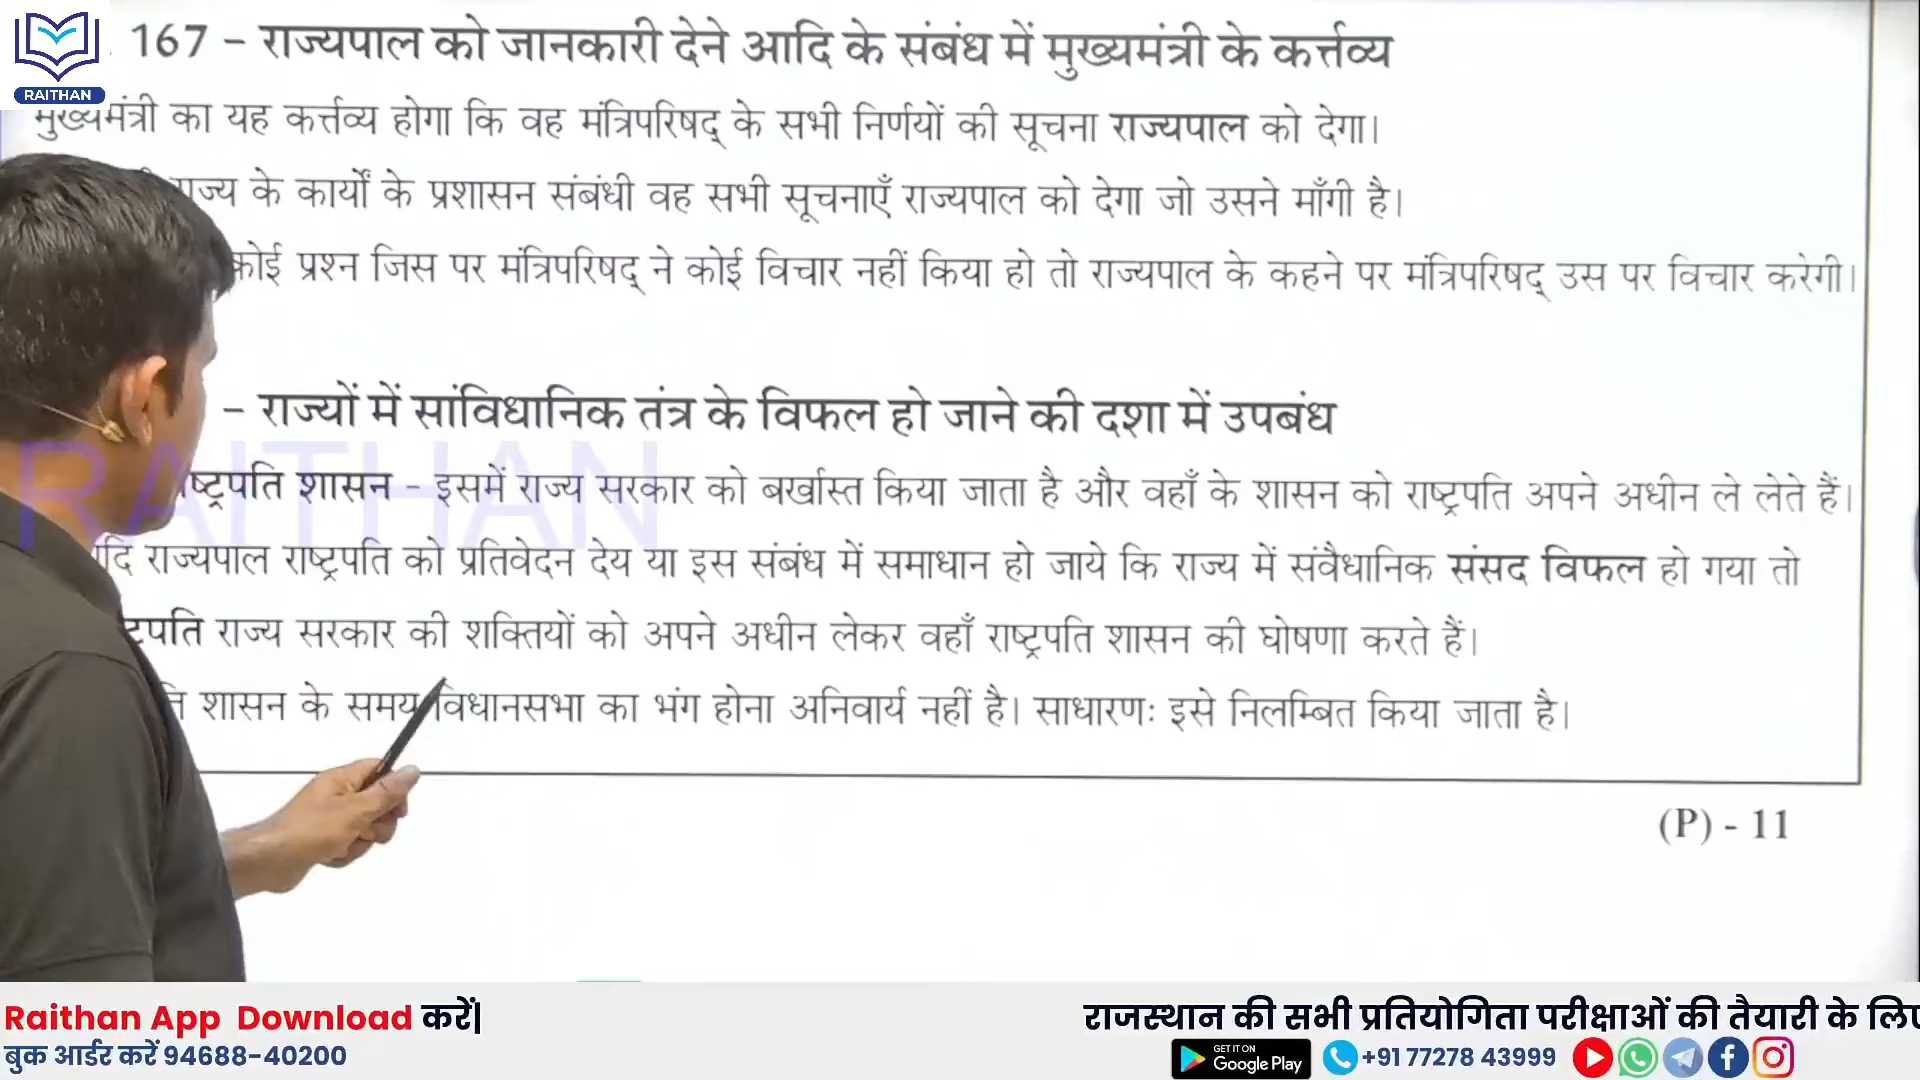 RAITHAN
167 – राज्यपाल को जानकारी देने आदि के संबंध में मुख्यमंत्री के कर्त्तव्य
मुख्यमंत्री का यह कर्त्तव्य होगा कि वह मंत्रिपरिषद् के सभी निर्णयों की सूचना राज्यपाल को देगा।
राज्य के कार्यों के प्रशासन संबंधी वह सभी सूचनाएँ राज्यपाल को देगा जो उसने माँगी है।
कोई प्रश्न जिस पर मंत्रिपरिषद् ने कोई विचार नहीं किया हो तो राज्यपाल के कहने पर मंत्रिपरिषद् उस पर विचार करेगी।
– राज्यों में सांविधानिक तंत्र के विफल हो जाने की दशा में उपबंध
शासन – इसमें राज्य सरकार को बर्खास्त किया जाता है और वहाँ के शासन को राष्ट्रपति अपने अधीन ले लेते हैं।
RAITHAN
राज्यपाल राष्ट्रपति को प्रतिवेदन देय या इस संबंध में समाधान हो जाये कि राज्य में संवैधानिक संसद विफल हो गया तो
राज्य सरकार की शक्तियों को अपने अधीन लेकर वहाँ राष्ट्रपति शासन की घोषणा करते हैं।
शासन के समय विधानसभा का भंग होना अनिवार्य नहीं है। साधारणः इसे निलम्बित किया जाता है।
(P) - 11
Raithan App Download करें|
बुक आर्डर करें 94688-40200
राजस्थान की सभी प्रतियोगिता परीक्षाओं की तैयारी के
GET IT ON
Google Play
+91 77278 43999